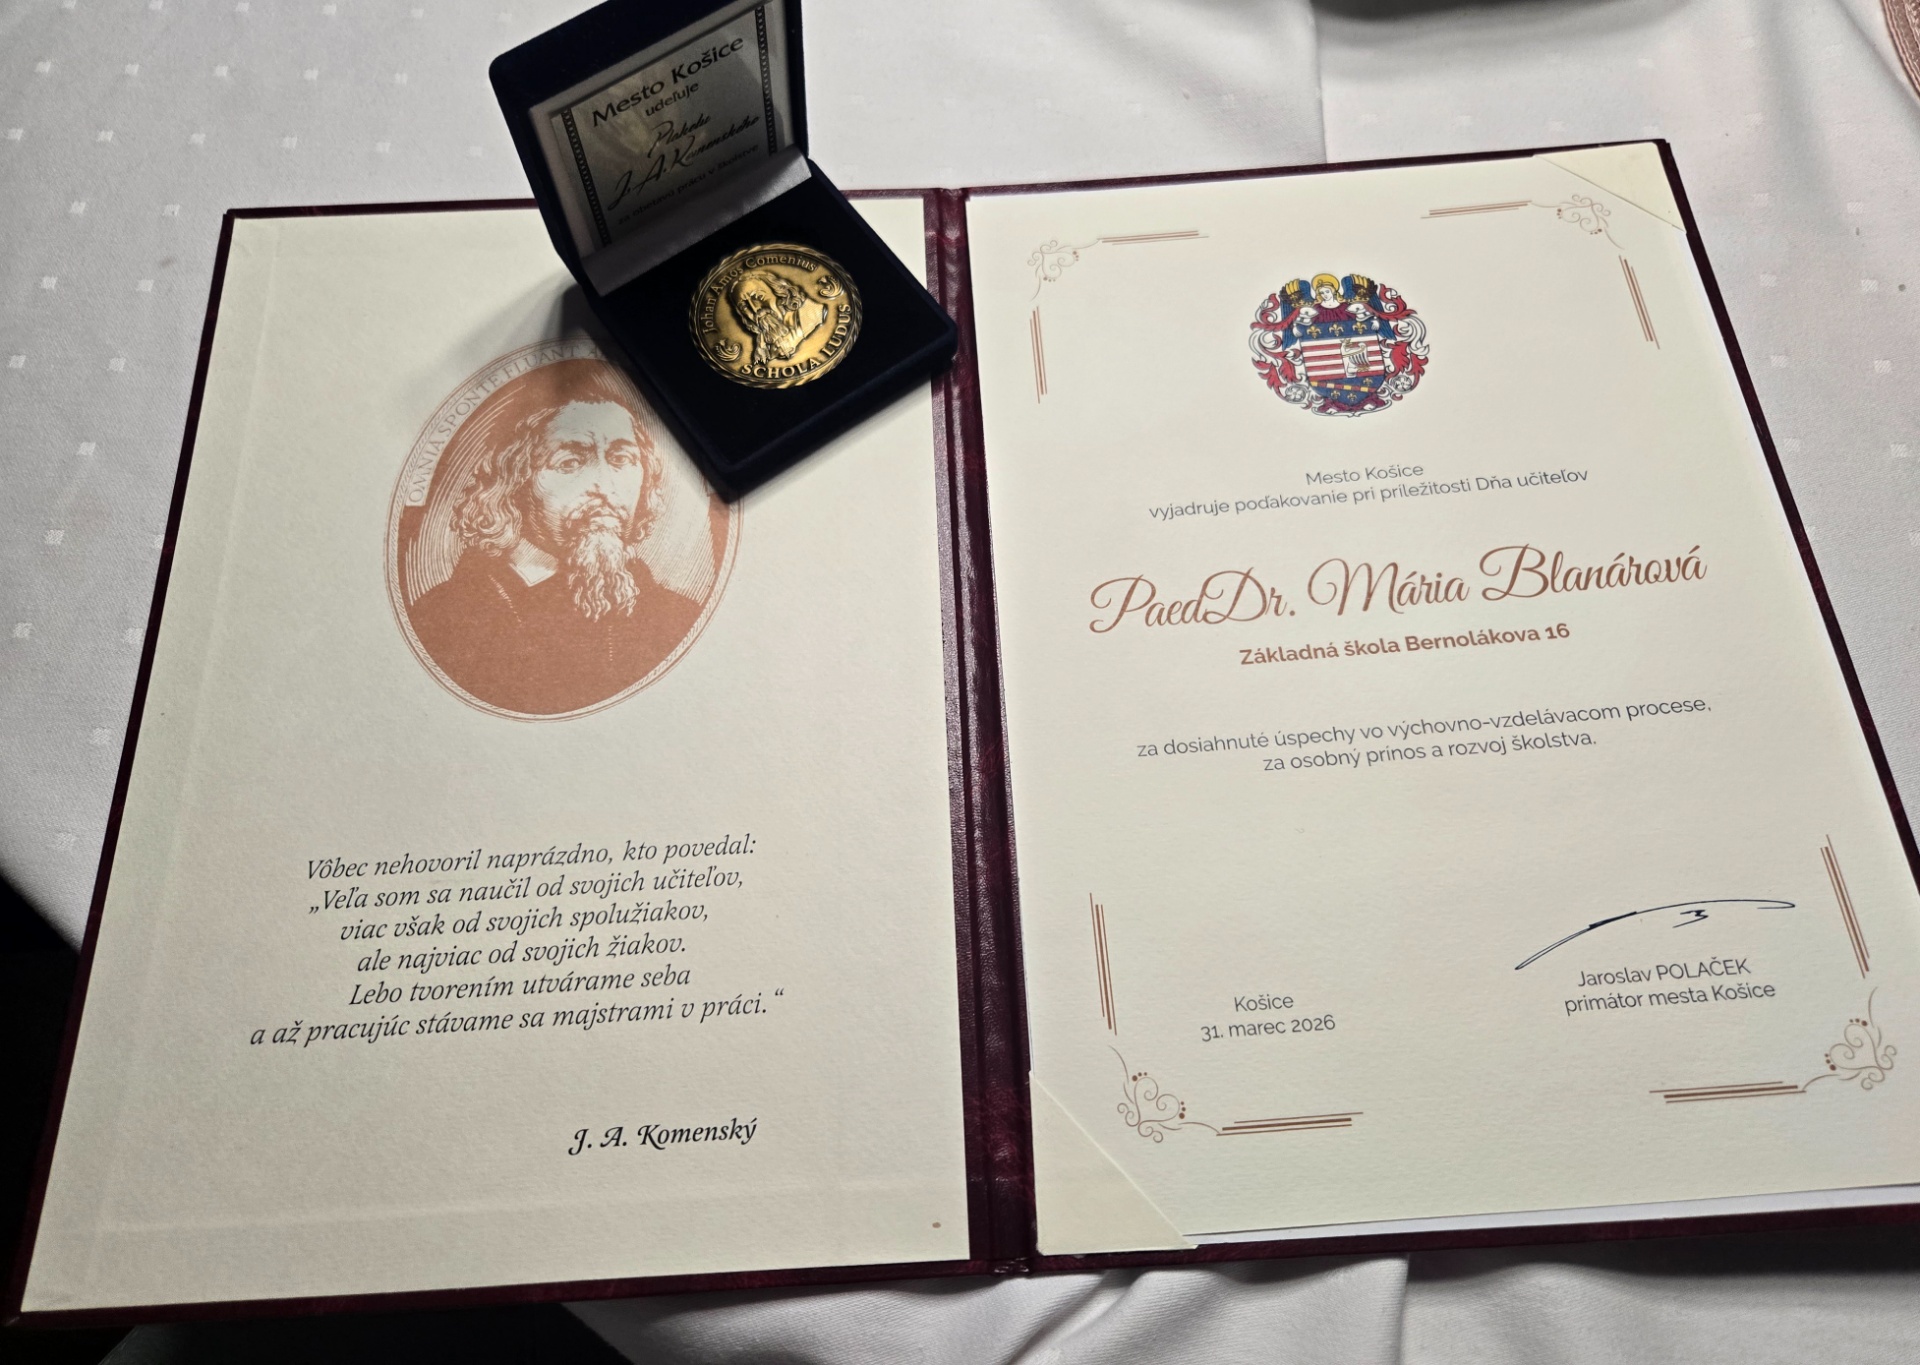 Mesto Košice
udeľuje
Plaketu
J. A. Komenského
za obetavú prácu v školstve
Johan Amos Comenius
SCHOLA LUDUS
OMNIA SPONTE FLUANT
Vôbec nehovoril naprázdno, kto povedal:
„Veľa som sa naučil od svojich učiteľov,
viac však od svojich spolužiakov,
ale najviac od svojich žiakov.
Lebo tvorením utvárame seba
a až pracujúc stávame sa majstrami v práci.“
J. A. Komenský
Mesto Košice
vyjadruje poďakovanie pri príležitosti Dňa učiteľov
PaedDr. Mária Blanárová
Základná škola Bernolákova 16
za dosiahnuté úspechy vo výchovno-vzdelávacom procese,
za osobný prínos a rozvoj školstva.
Košice
31. marec 2026
Jaroslav POLAČEK
primátor mesta Košice